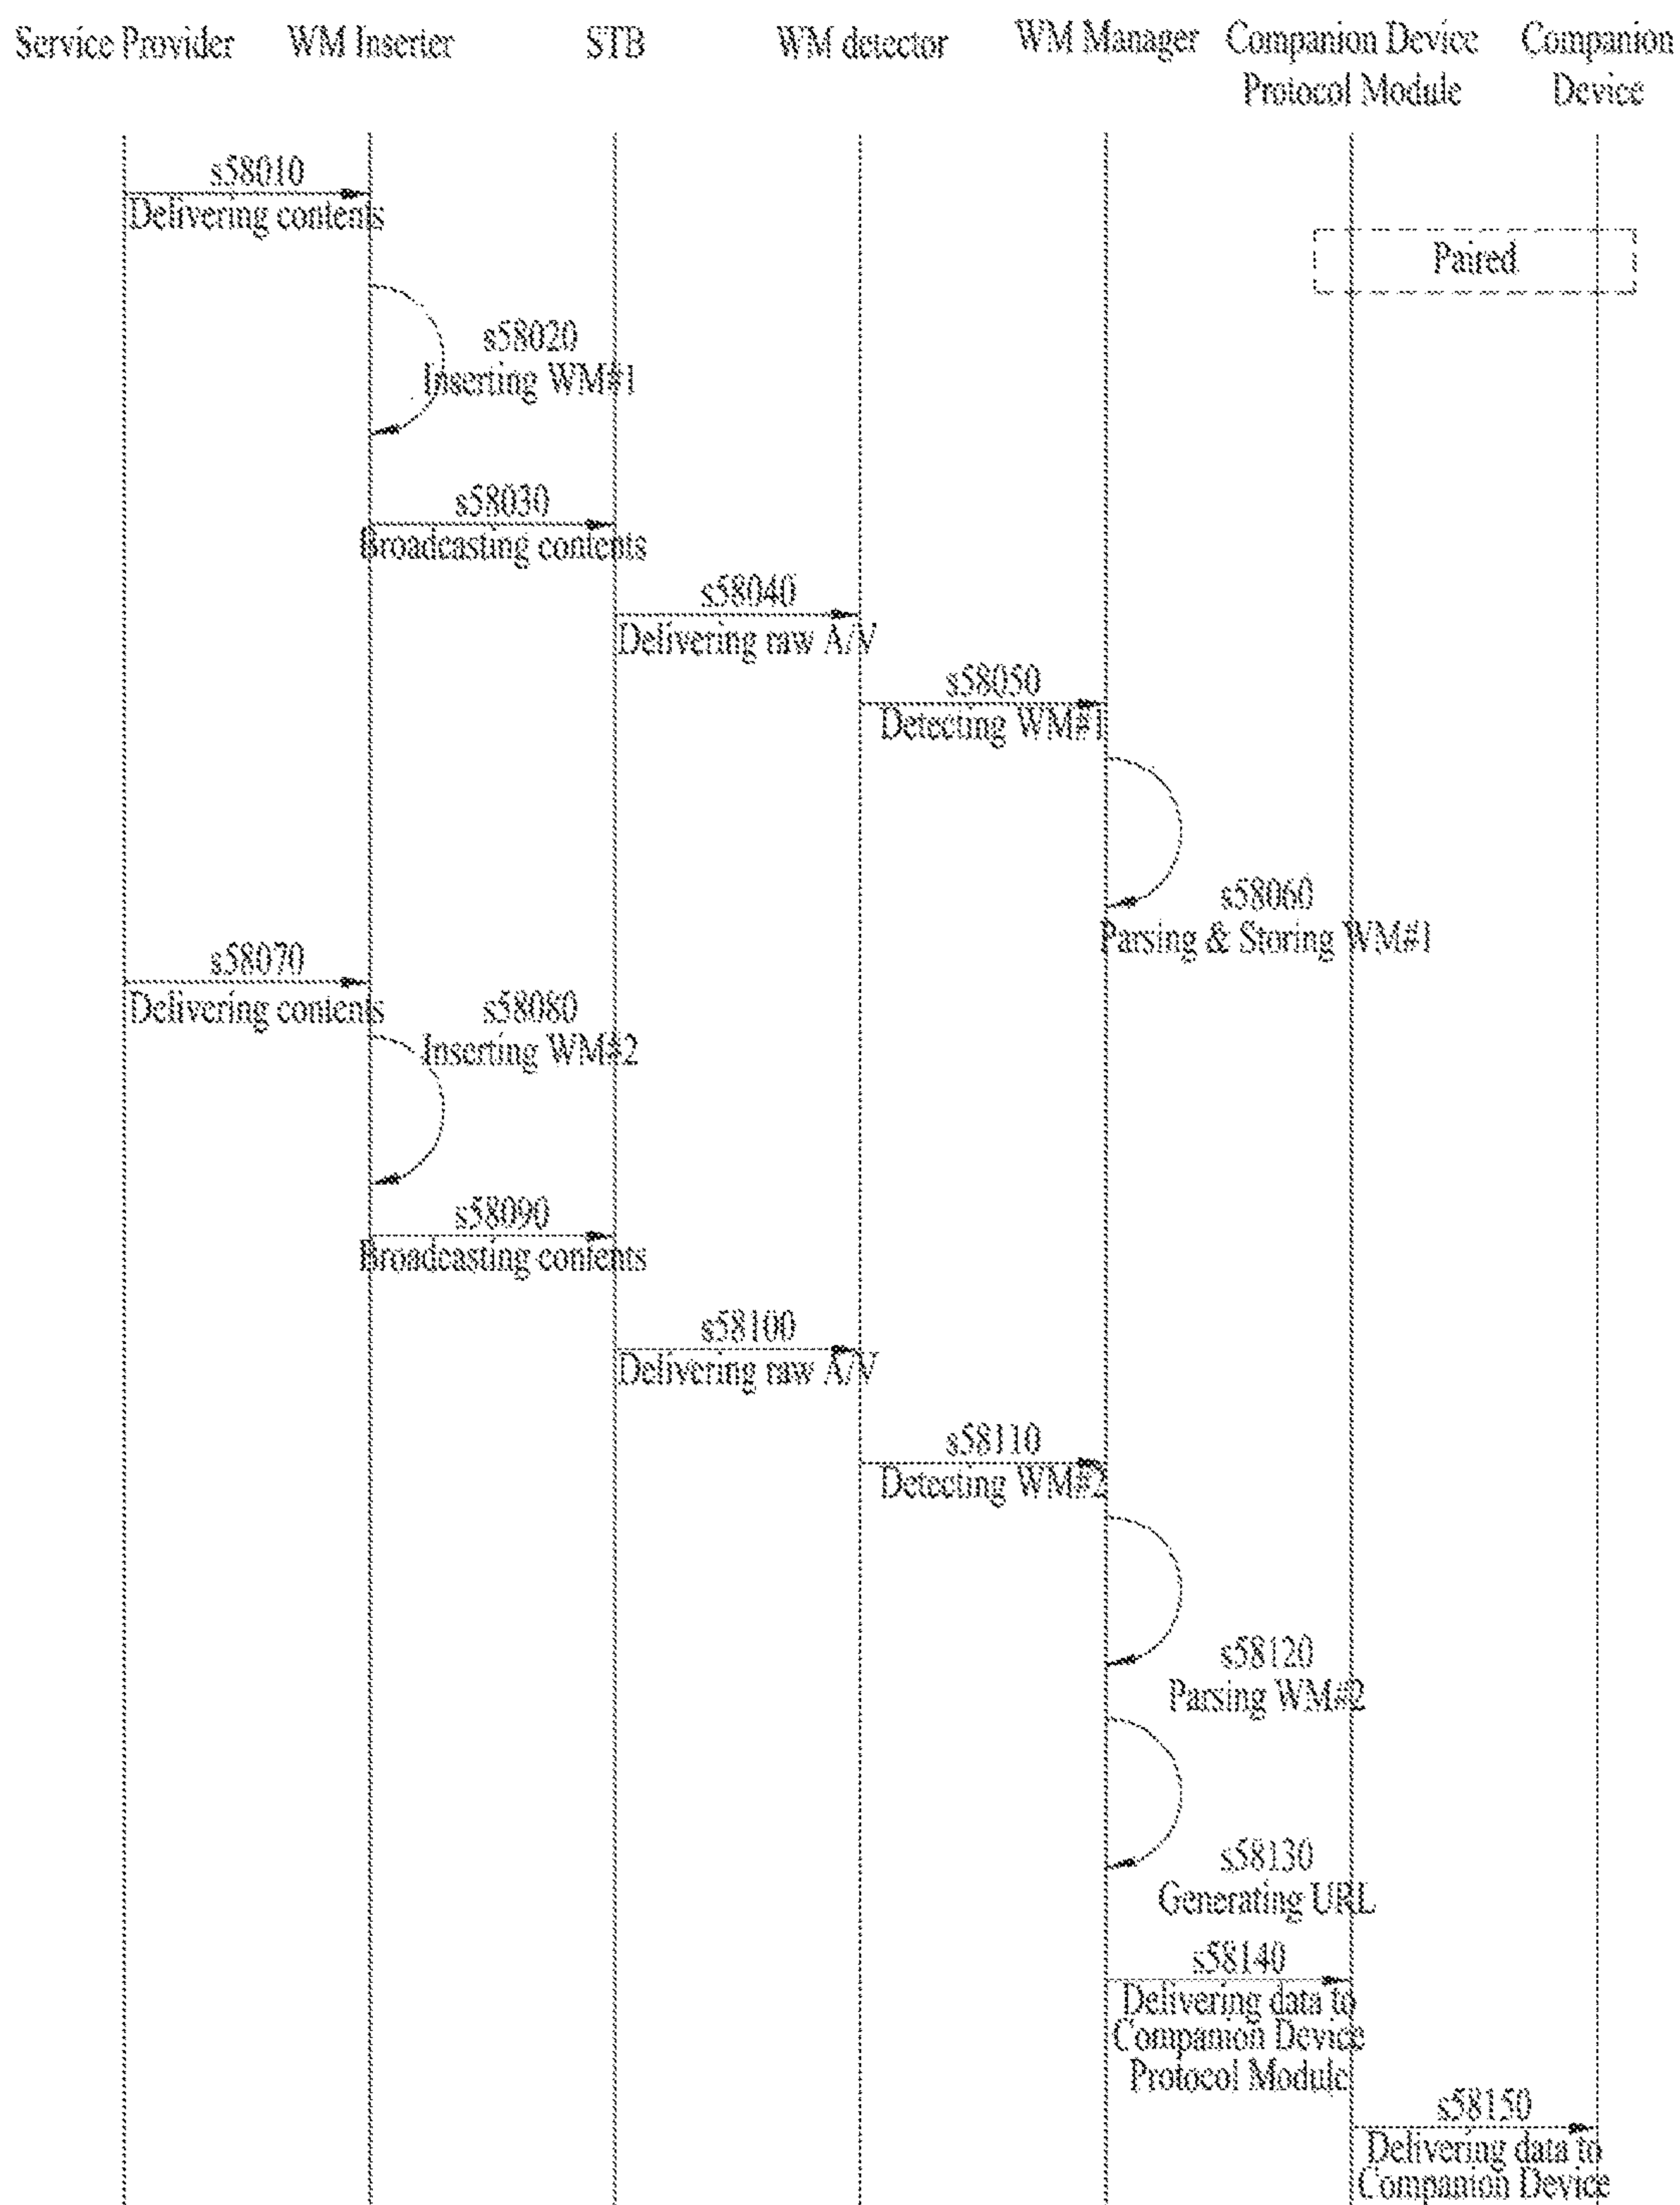 Service Provider
WM Inserter
STB
WM detector
WM Manager
Companion Device
Protocol Module
Companion
Device
s58010
Delivering contents
Paired
s58020
Inserting WM#1
s58030
Broadcasting contents
s58040
Delivering raw A/V
s58050
Detecting WM#1
s58060
Parsing & Storing WM#1
s58070
Delivering contents
s58080
Inserting WM#2
s58090
Broadcasting contents
s58100
Delivering raw A/V
s58110
Detecting WM#2
s58120
Parsing WM#2
s58130
Generating URL
s58140
Delivering data to
Companion Device
Protocol Module
s58150
Delivering data to
Companion Device